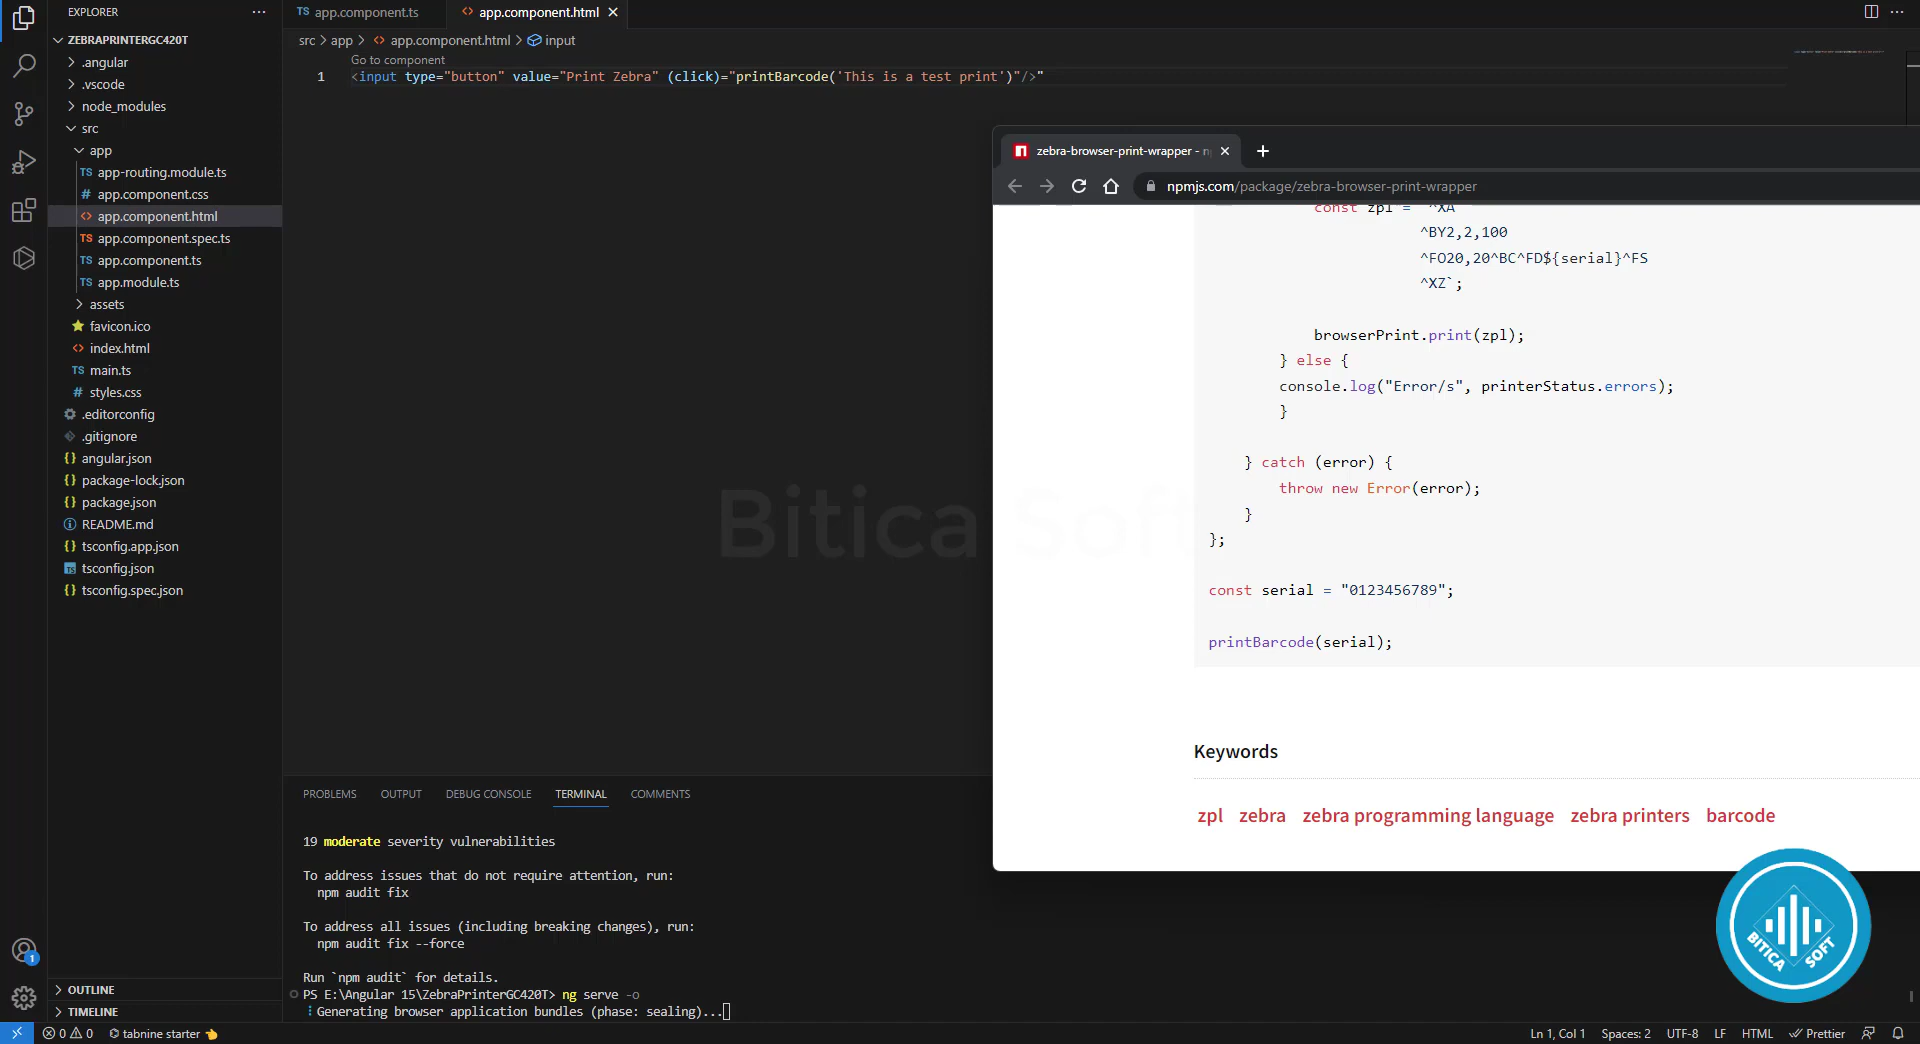 EXPLORER
ZEBRAPRINTERGC420T
.angular
.vscode
node_modules
src
app
TS app-routing.module.ts
# app.component.css
<> app.component.html
TS app.component.spec.ts
TS app.component.ts
TS app.module.ts
assets
favicon.ico
<> index.html
TS main.ts
# styles.css
.editorconfig
.gitignore
{} angular.json
{} package-lock.json
{} package.json
README.md
{} tsconfig.app.json
TS tsconfig.json
{} tsconfig.spec.json
OUTLINE
TIMELINE
TS app.component.ts
<> app.component.html
src > app > <> app.component.html > input
Go to component
1 <input type="button" value="Print Zebra" (click)="printBarcode('This is a test print')"/>"
zebra-browser-print-wrapper - n
npmjs.com/package/zebra-browser-print-wrapper
const zpl = `^XA
^BY2,2,100
^FO20,20^BC^FD${serial}^FS
^XZ`;
browserPrint.print(zpl);
} else {
console.log("Error/s", printerStatus.errors);
}
} catch (error) {
throw new Error(error);
}
};
const serial = "0123456789";
printBarcode(serial);
Keywords
zpl zebra zebra programming language zebra printers barcode
Bitica Soft
BITICA SOFT
PROBLEMS OUTPUT DEBUG CONSOLE TERMINAL COMMENTS
19 moderate severity vulnerabilities
To address issues that do not require attention, run:
npm audit fix
To address all issues (including breaking changes), run:
npm audit fix --force
Run `npm audit` for details.
PS E:\Angular 15\ZebraPrinterGC420T> ng serve -o
Generating browser application bundles (phase: sealing)...
1
0 0 tabnine starter
Ln 1, Col 1 Spaces: 2 UTF-8 LF HTML Prettier